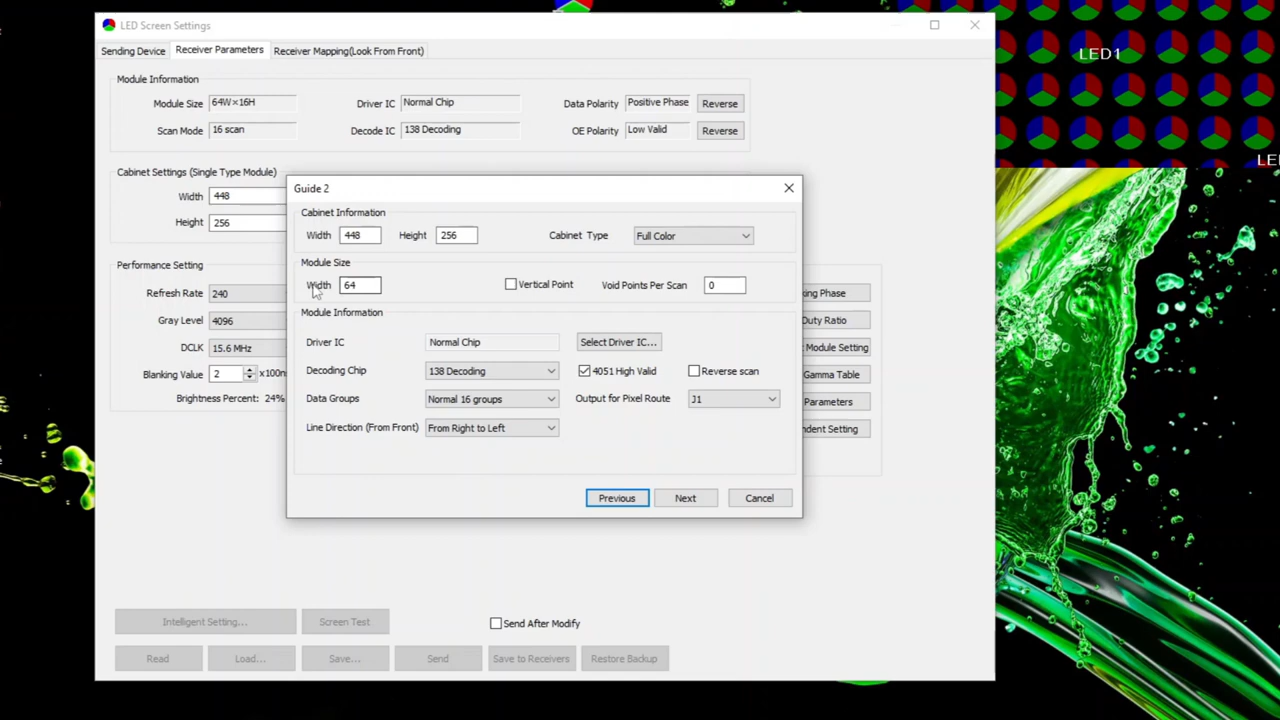 LED Screen Settings
Sending Device Receiver Parameters Receiver Mapping(Look From Front)
LED1
Module Information
Module Size 64W×16H Driver IC Normal Chip Data Polarity Positive Phase Reverse
Scan Mode 16 scan Decode IC 138 Decoding OE Polarity Low Valid Reverse
Cabinet Settings (Single Type Module)
Width 448
Height 256
Performance Setting
Refresh Rate 240
Gray Level 4096
DCLK 15.6 MHz
Blanking Value 2 x100n
Brightness Percent: 24%
Guide 2
Cabinet Information
Width 448 Height 256 Cabinet Type Full Color
Module Size
Width 64 Vertical Point Void Points Per Scan 0
Module Information
Driver IC Normal Chip Select Driver IC...
Decoding Chip 138 Decoding 4051 High Valid Reverse scan
Data Groups Normal 16 groups Output for Pixel Route J1
Line Direction (From Front) From Right to Left
Previous Next Cancel
king Phase
Duty Ratio
Module Setting
Gamma Table
Parameters
ndent Setting
Intelligent Setting... Screen Test Send After Modify
Read Load... Save... Send Save to Receivers Restore Backup